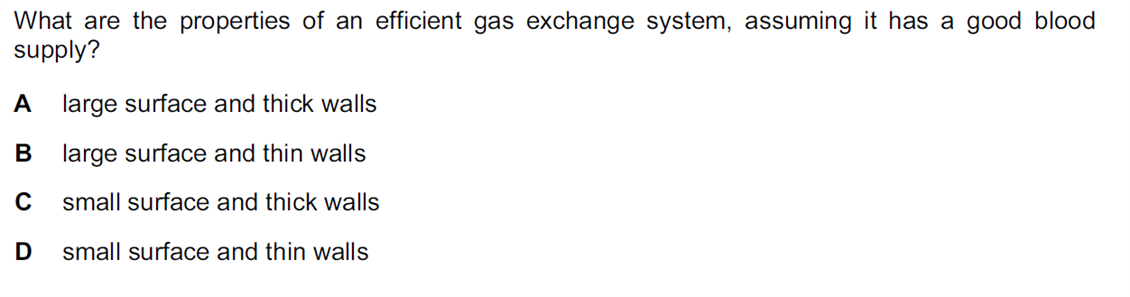 What are the properties of an efficient gas exchange system, assuming it has a good blood
supply?
A large surface and thick walls
B large surface and thin walls
C small surface and thick walls
D small surface and thin walls